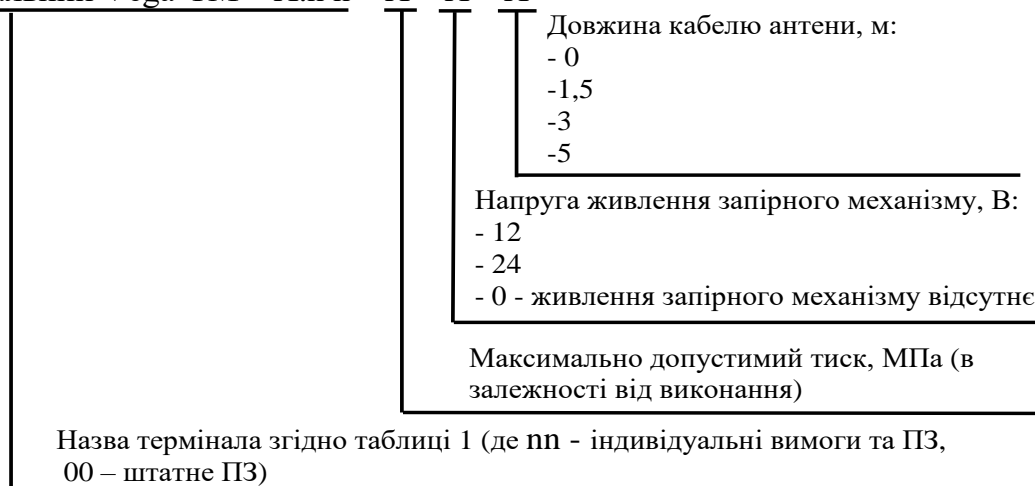 Довжина кабелю антени, м:
- 0
-1,5
-3
-5
Напруга живлення запірного механізму, В:
- 12
- 24
- 0 - живлення запірного механізму відсутнє
Максимально допустимий тиск, МПа (в
залежності від виконання)
Назва термінала згідно таблиці 1 (де nn - індивідуальні вимоги та ПЗ,
00 – штатне ПЗ)